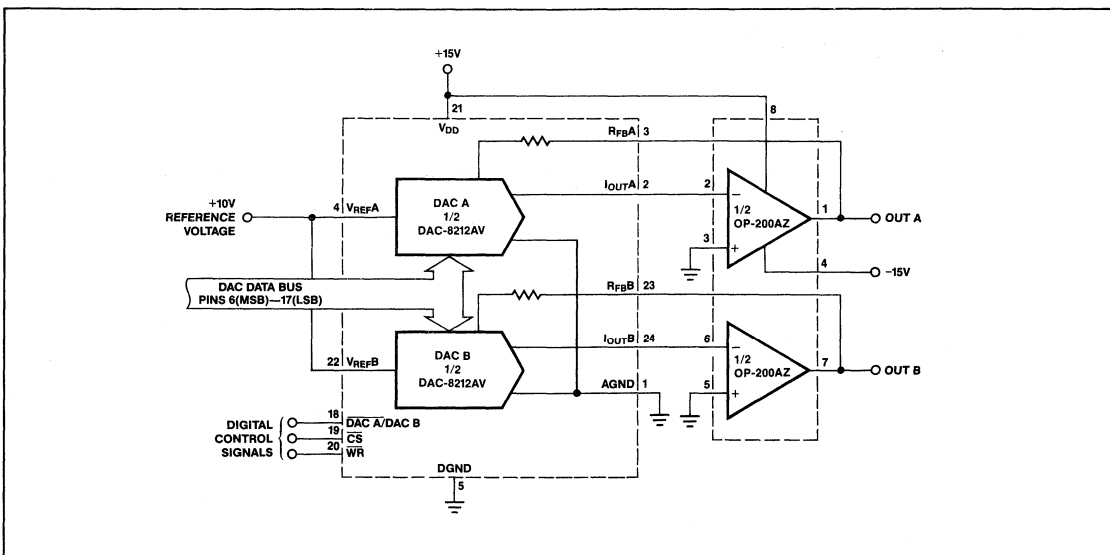 +15V
21
8
VDD
RFBA 3
DAC A
1/2
DAC-8212AV
IOUTA 2
2
−
1/2
OP-200AZ
+
3
1
OUT A
4
−15V
+10V
REFERENCE
VOLTAGE
4 VREFA
DAC DATA BUS
PINS 6(MSB)—17(LSB)
RFBB 23
DAC B
1/2
DAC-8212AV
IOUTB 24
6
−
1/2
OP-200AZ
+
5
7
OUT B
22 VREFB
AGND 1
DIGITAL
CONTROL
SIGNALS
18 D̅A̅C̅ A̅/DAC B
19 C̅S̅
20 W̅R̅
DGND
5